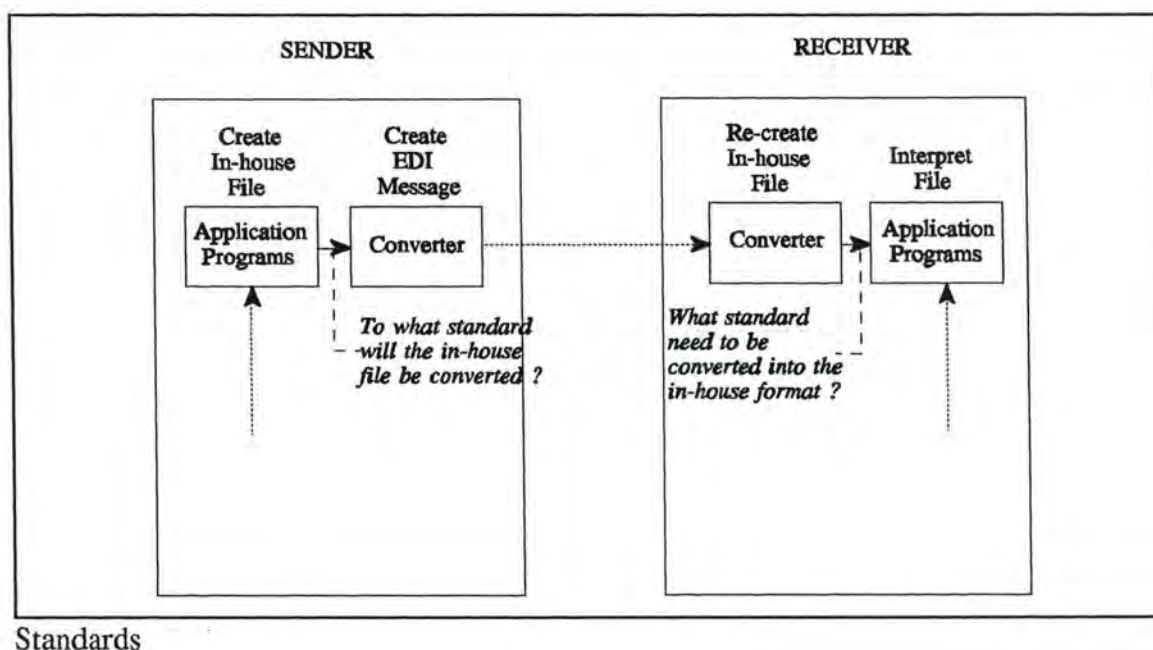 SENDER
RECEIVER
Create
In-house
File
Create
EDI
Message
Application
Programs
Converter
To what standard
will the in-house
file be converted ?
Re-create
In-house
File
Interpret
File
Converter
Application
Programs
What standard
need to be
converted into the
in-house format ?
Standards